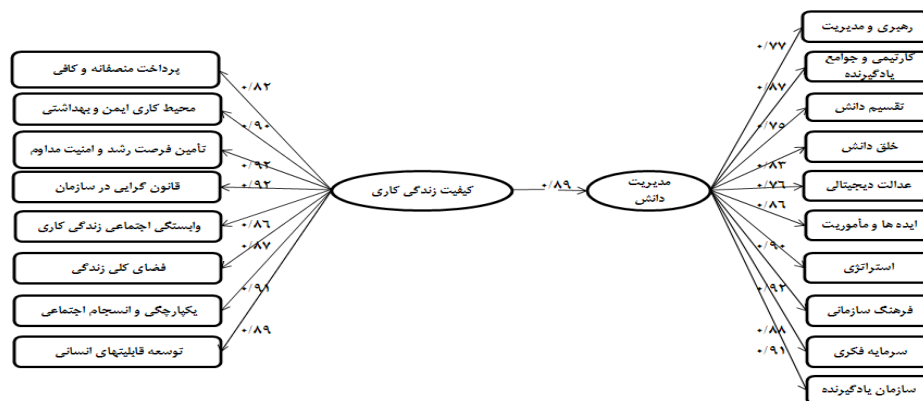 رهبری و مدیریت
کارتیمی و جوامع
یادگیرنده
تقسیم دانش
خلق دانش
عدالت دیجیتالی
ایده ها و مأموریت
استراتژی
فرهنگ سازمانی
سرمایه فکری
سازمان یادگیرنده
۰/۷۷
۰/۸۷
۰/۷۵
۰/۸۳
۰/۷۶
۰/۸۶
۰/۹۰
۰/۹۲
۰/۸۸
۰/۹۱
مدیریت
دانش
۰/۸۹
کیفیت زندگی کاری
۰/۸۲
۰/۹۰
۰/۹۲
۰/۹۲
۰/۸۶
۰/۸۷
۰/۹۱
۰/۸۹
پرداخت منصفانه و کافی
محیط کاری ایمن و بهداشتی
تأمین فرصت رشد و امنیت مداوم
قانون گرایی در سازمان
وابستگی اجتماعی زندگی کاری
فضای کلی زندگی
یکپارچگی و انسجام اجتماعی
توسعه قابلیتهای انسانی